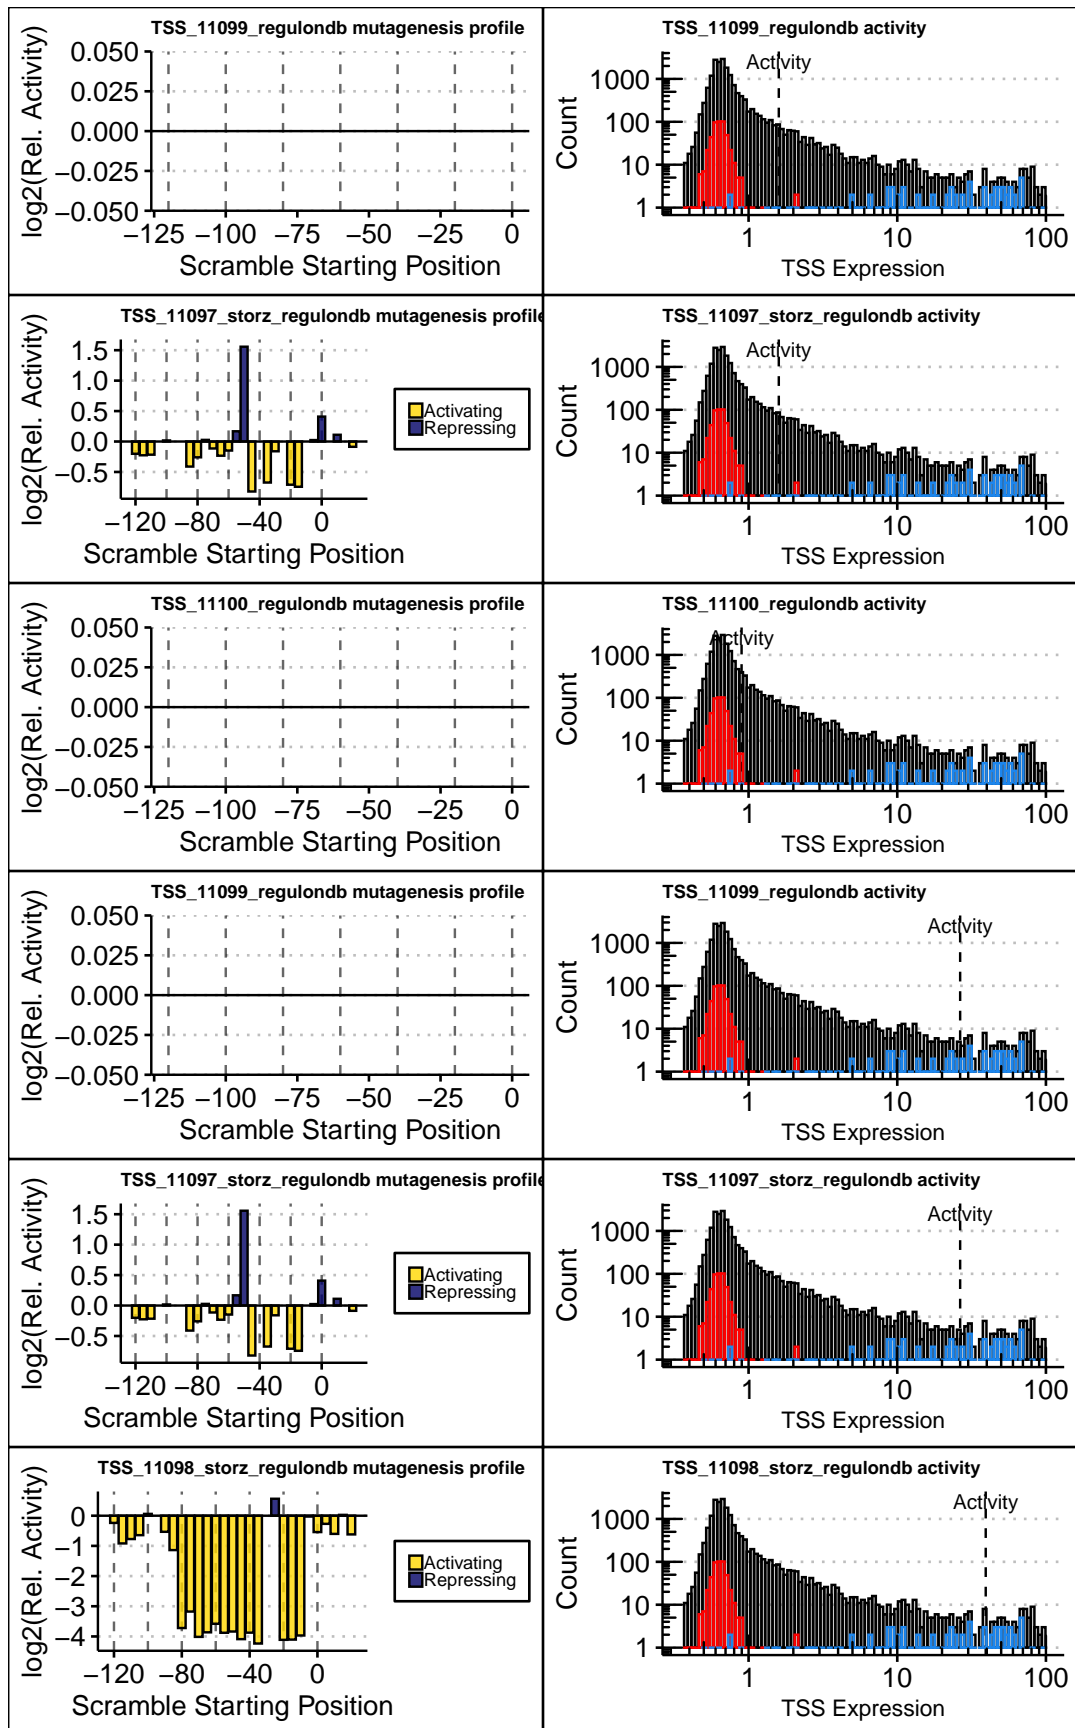 TSS_11099_regulondb mutagenesis profile
log2(Rel. Activity)
0.050
0.025
0.000
−0.025
−0.050
−125 −100 −75 −50 −25 0
Scramble Starting Position
TSS_11099_regulondb activity
Activity
Count
1000
100
10
1
1 10 100
TSS Expression
TSS_11097_storz_regulondb mutagenesis profile
log2(Rel. Activity)
1.5
1.0
0.5
0.0
−0.5
−120 −80 −40 0
Scramble Starting Position
Activating
Repressing
TSS_11097_storz_regulondb activity
Activity
Count
1000
100
10
1
1 10 100
TSS Expression
TSS_11100_regulondb mutagenesis profile
log2(Rel. Activity)
0.050
0.025
0.000
−0.025
−0.050
−125 −100 −75 −50 −25 0
Scramble Starting Position
TSS_11100_regulondb activity
Activity
Count
1000
100
10
1
1 10 100
TSS Expression
TSS_11099_regulondb mutagenesis profile
log2(Rel. Activity)
0.050
0.025
0.000
−0.025
−0.050
−125 −100 −75 −50 −25 0
Scramble Starting Position
TSS_11099_regulondb activity
Activity
Count
1000
100
10
1
1 10 100
TSS Expression
TSS_11097_storz_regulondb mutagenesis profile
log2(Rel. Activity)
1.5
1.0
0.5
0.0
−0.5
−120 −80 −40 0
Scramble Starting Position
Activating
Repressing
TSS_11097_storz_regulondb activity
Activity
Count
1000
100
10
1
1 10 100
TSS Expression
TSS_11098_storz_regulondb mutagenesis profile
log2(Rel. Activity)
0
−1
−2
−3
−4
−120 −80 −40 0
Scramble Starting Position
Activating
Repressing
TSS_11098_storz_regulondb activity
Activity
Count
1000
100
10
1
1 10 100
TSS Expression